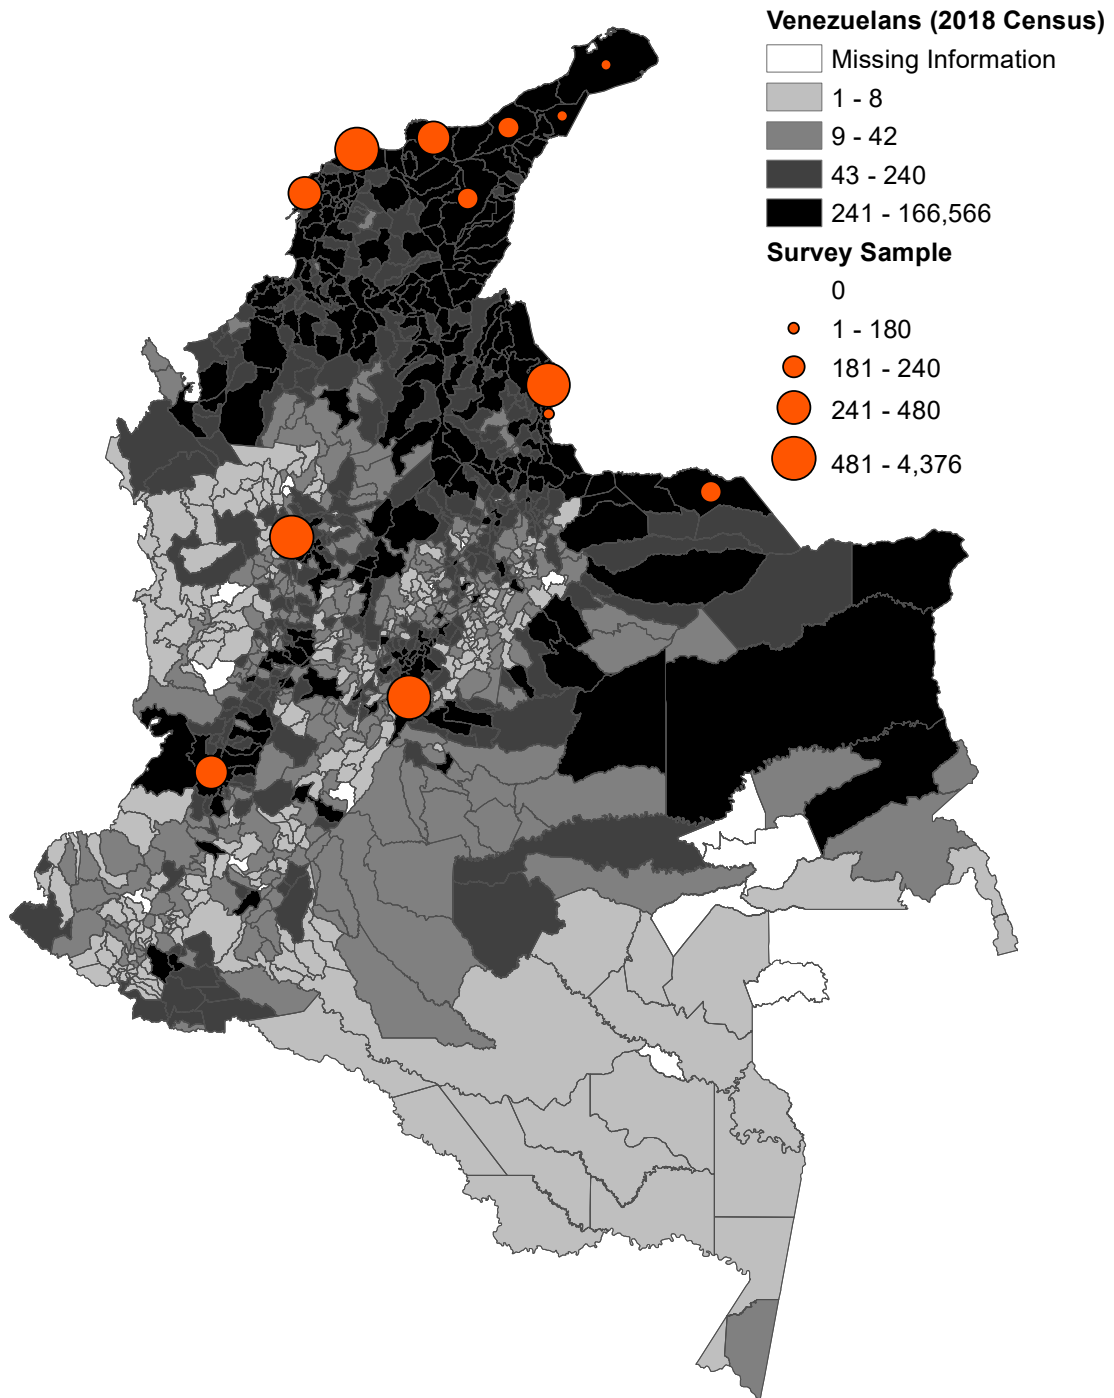 Venezuelans (2018 Census)
Missing Information
1 - 8
9 - 42
43 - 240
241 - 166,566
Survey Sample
0
1 - 180
181 - 240
241 - 480
481 - 4,376